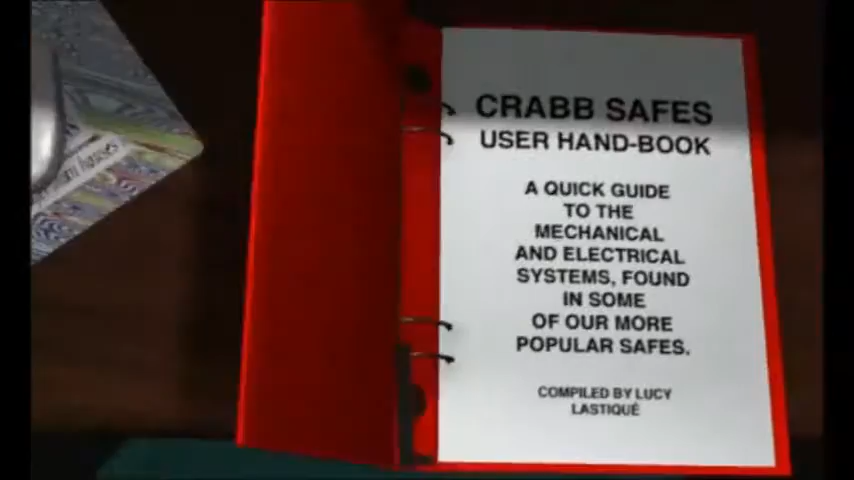 CRABB SAFES
USER HAND-BOOK
A QUICK GUIDE
TO THE
MECHANICAL
AND ELECTRICAL
SYSTEMS, FOUND
IN SOME
OF OUR MORE
POPULAR SAFES.
COMPILED BY LUCY
LASTIQUÉ